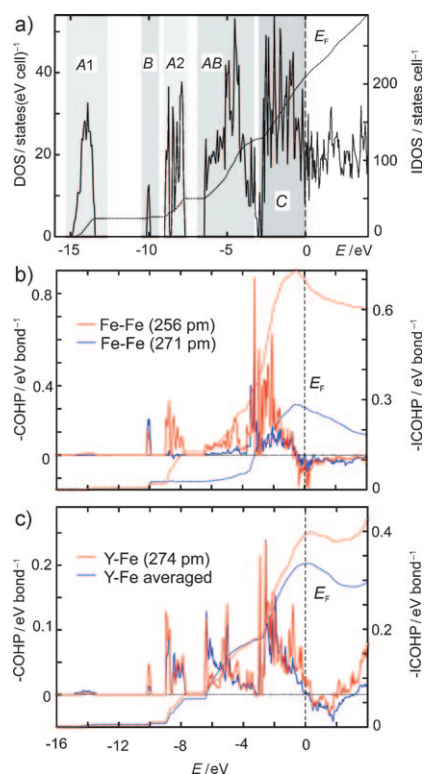 a)
A1 B A2 AB E_F
DOS / states(eV cell)⁻¹
40
20
0
IDOS / states cell⁻¹
200
100
0
C
-15 -10 -5 0
E /eV
b)
-COHP / eV bond⁻¹
0.8
0.4
0
Fe-Fe (256 pm)
Fe-Fe (271 pm)
E_F
-ICOHP / eV bond⁻¹
0.6
0.3
0
c)
-COHP / eV bond⁻¹
0.2
0.1
0
Y-Fe (274 pm)
Y-Fe averaged
E_F
-ICOHP / eV bond⁻¹
0.4
0.2
0
-16 -12 -8 -4 0
E /eV